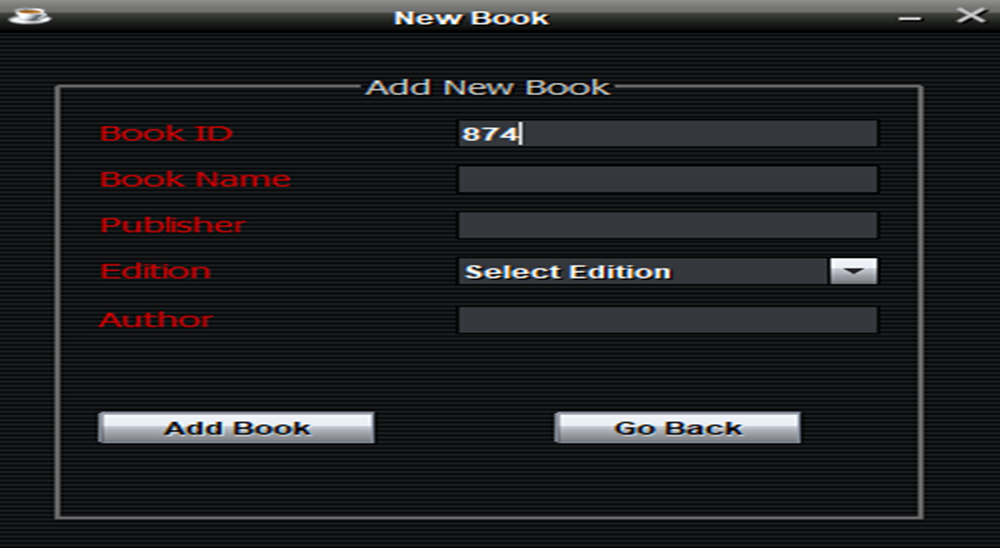 New Book
Add New Book
Book ID 874
Book Name
Publisher
Edition Select Edition
Author
Add Book Go Back